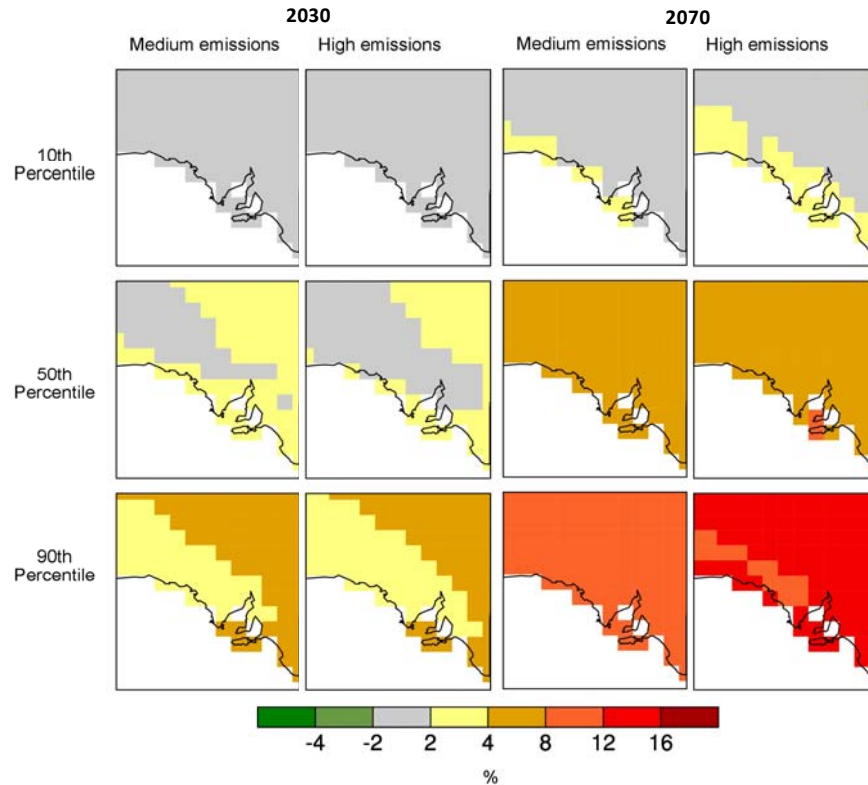 2030
2070
Medium emissions
High emissions
Medium emissions
High emissions
10th
Percentile
50th
Percentile
90th
Percentile
-4
-2
2
4
8
12
16
%